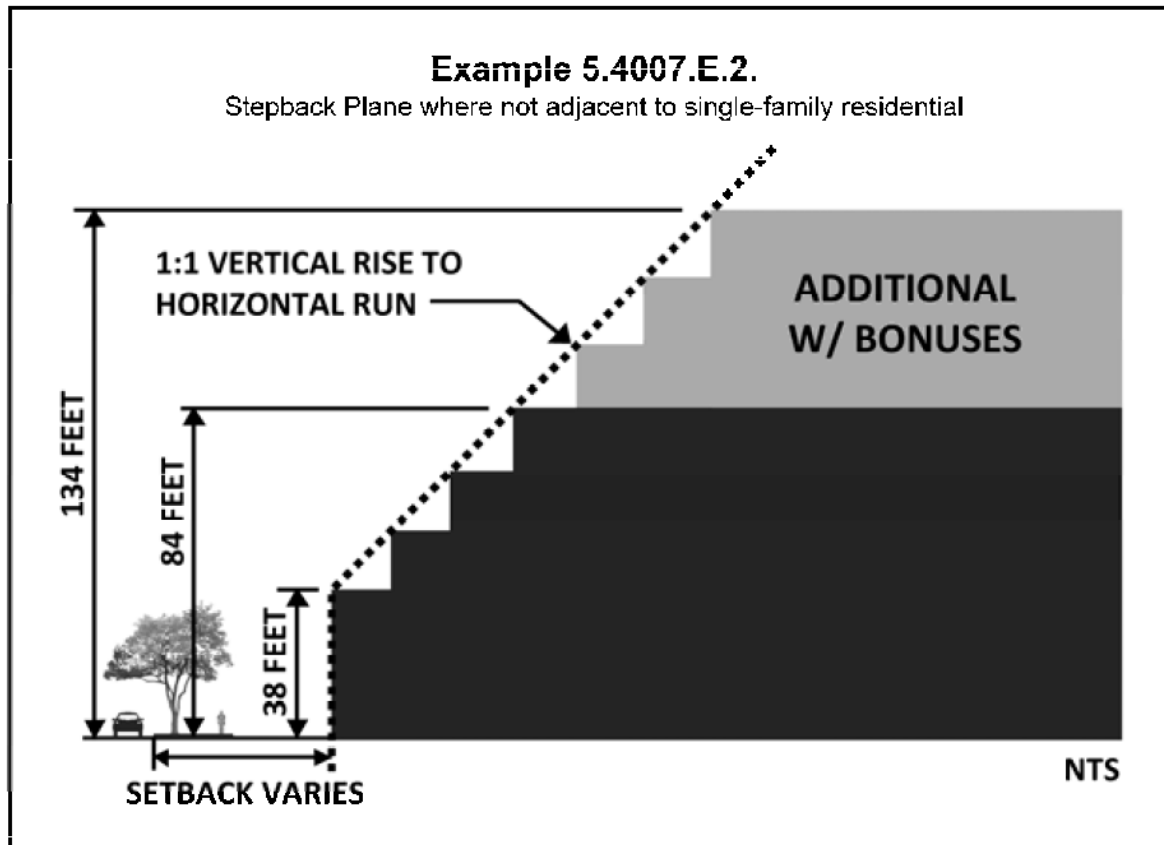 Example 5.4007.E.2.
Stepback Plane where not adjacent to single-family residential
1:1 VERTICAL RISE TO
HORIZONTAL RUN
ADDITIONAL
W/ BONUSES
134 FEET
84 FEET
38 FEET
SETBACK VARIES
NTS